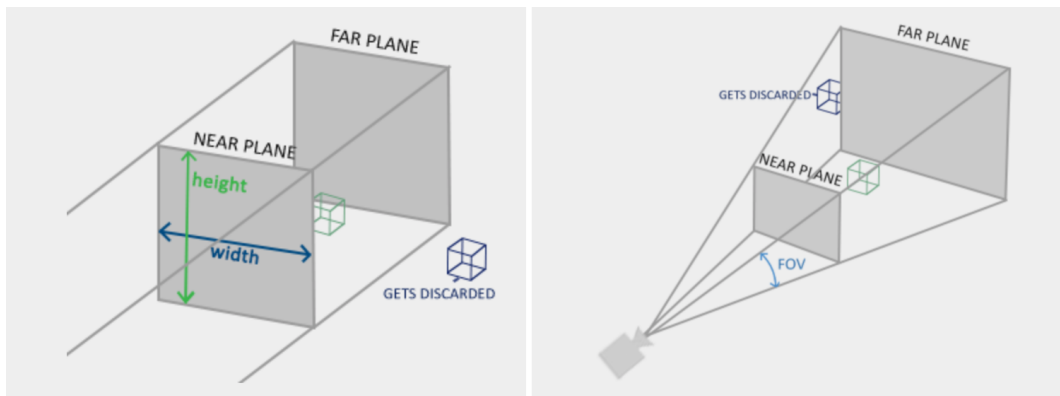 FAR PLANE
NEAR PLANE
height
width
GETS DISCARDED
FAR PLANE
GETS DISCARDED
NEAR PLANE
FOV